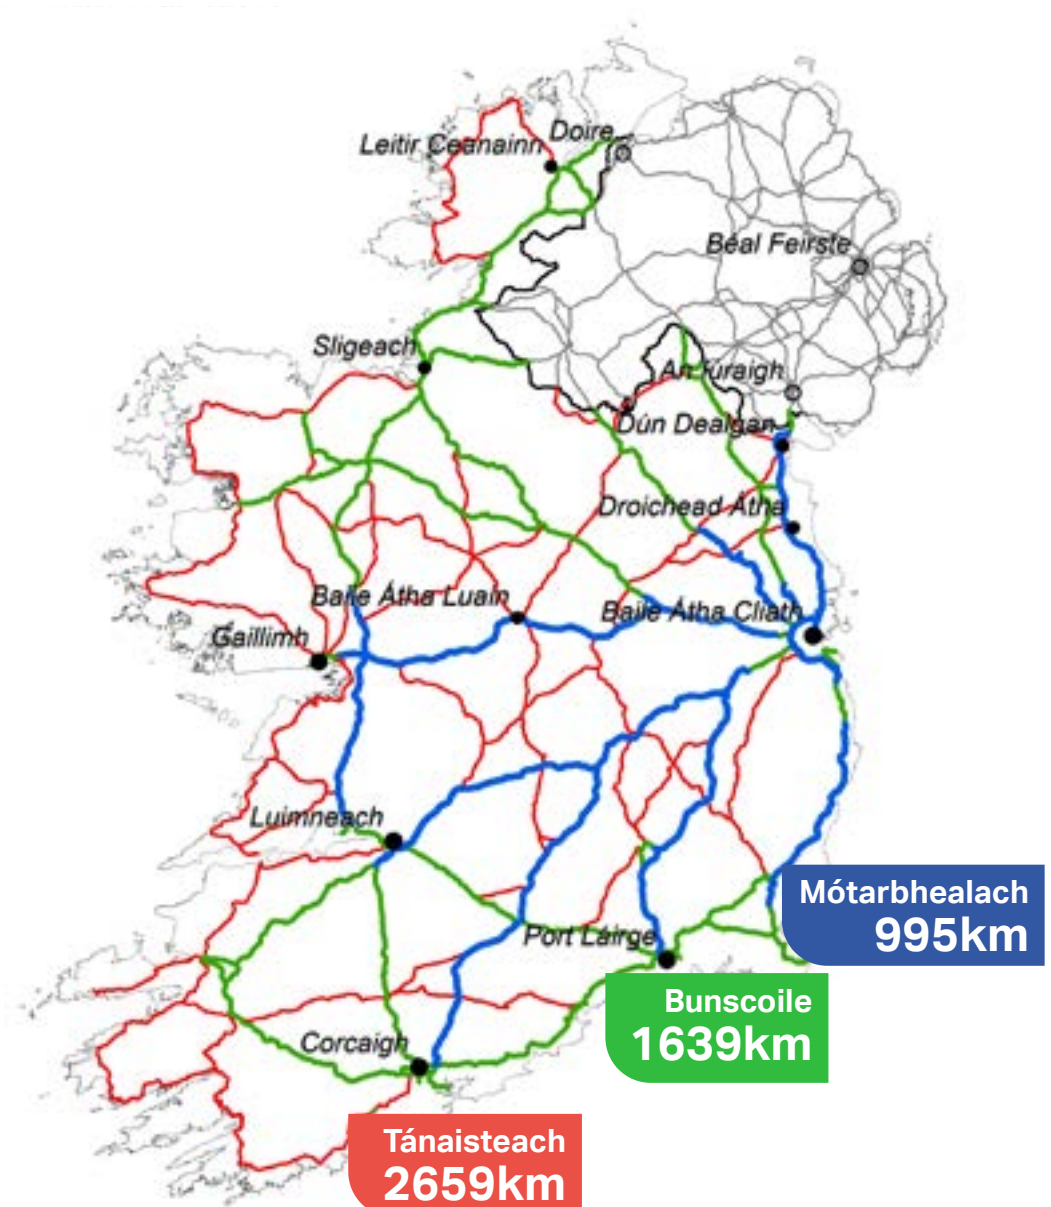 Doire
Leitir Ceanainn
Béal Feirste
Sligeach
An Iúraigh
Dún Dealgan
Droichead Átha
Baile Átha Luain
Baile Átha Cliath
Gaillimh
Luimneach
Mótarbhealach
995km
Port Láirge
Bunscoile
1639km
Corcaigh
Tánaisteach
2659km